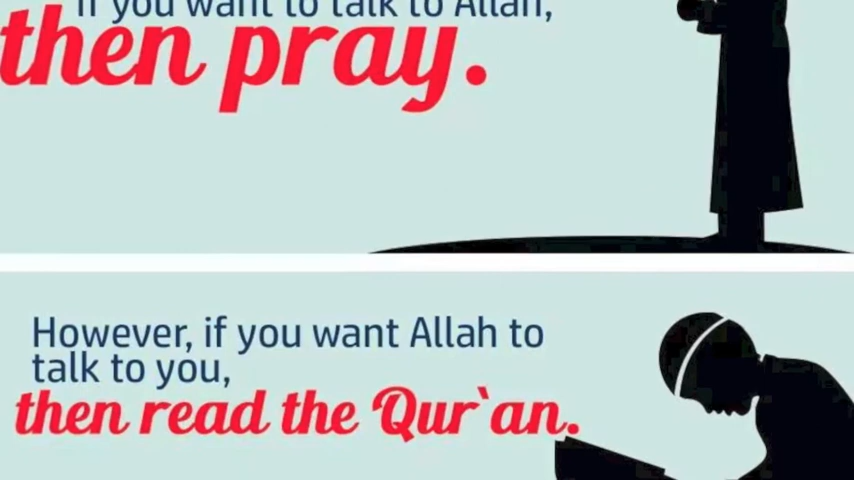 If you want to talk to Allah,
then pray.
However, if you want Allah to
talk to you,
then read the Qur`an.